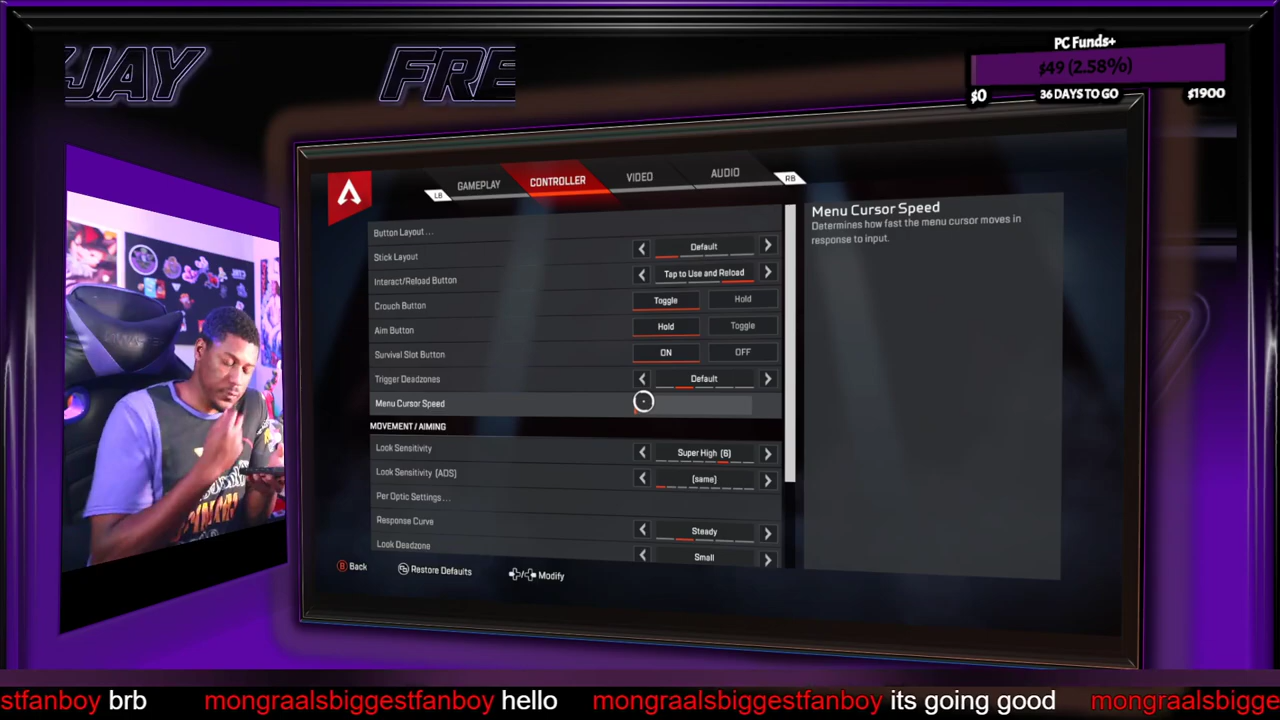 JAY FRE
PC Funds+
$49 (2.58%)
$0 36 DAYS TO GO $1900
LB GAMEPLAY CONTROLLER VIDEO AUDIO RB
Button Layout...
Stick Layout Default
Interact/Reload Button Tap to Use and Reload
Crouch Button Toggle Hold
Aim Button Hold Toggle
Survival Slot Button ON OFF
Trigger Deadzones Default
Menu Cursor Speed
MOVEMENT / AIMING
Look Sensitivity Super High (6)
Look Sensitivity (ADS) (same)
Per Optic Settings...
Response Curve Steady
Look Deadzone Small
B Back Restore Defaults Modify
Menu Cursor Speed
Determines how fast the menu cursor moves in
response to input.
stfanboy brb mongraalsbiggestfanboy hello mongraalsbiggestfanboy its going good mongraalsbigge